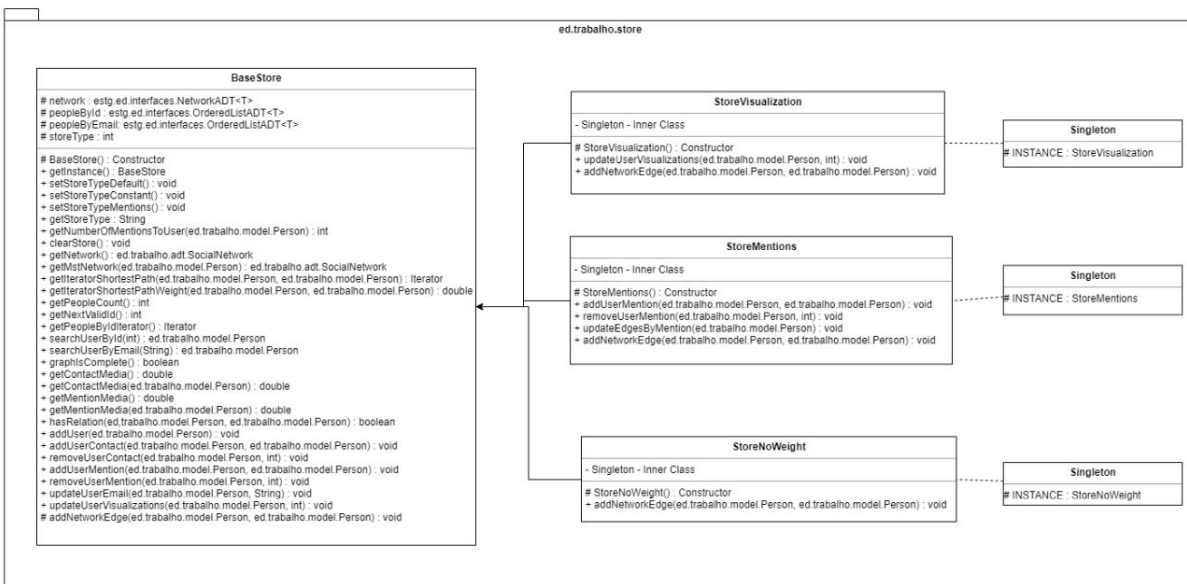 ed.trabalho.store
BaseStore
# network : estg.ed.interfaces.NetworkADT<T>
# peopleById : estg.ed.interfaces.OrderedListADT<T>
# peopleByEmail: estg.ed.interfaces.OrderedListADT<T>
# storeType : int
# BaseStore() : Constructor
+ getInstance() : BaseStore
+ setStoreTypeDefault() : void
+ setStoreTypeConstant() : void
+ setStoreTypeMentions() : void
+ getStoreType : String
+ getNumberOfMentionsToUser(ed.trabalho.model.Person) : int
+ clearStore() : void
+ getNetwork() : ed.trabalho.adt.SocialNetwork
+ getMstNetwork(ed.trabalho.model.Person) : ed.trabalho.adt.SocialNetwork
+ getIteratorShortestPath(ed.trabalho.model.Person, ed.trabalho.model.Person) : Iterator
+ getIteratorShortestPathWeight(ed.trabalho.model.Person, ed.trabalho.model.Person) : double
+ getPeopleCount() : int
+ getNextValidId() : int
+ getPeopleByIdIterator() : Iterator
+ searchUserById(int) : ed.trabalho.model.Person
+ searchUserByEmail(String) : ed.trabalho.model.Person
+ graphIsComplete() : boolean
+ getContactMedia() : double
+ getContactMedia(ed.trabalho.model.Person) : double
+ getMentionMedia() : double
+ getMentionMedia(ed.trabalho.model.Person) : double
+ hasRelation(ed,trabalho.model.Person, ed.trabalho.model.Person) : boolean
+ addUser(ed.trabalho.model.Person) : void
+ addUserContact(ed.trabalho.model.Person, ed.trabalho.model.Person) : void
+ removeUserContact(ed.trabalho.model.Person, int) : void
+ addUserMention(ed.trabalho.model.Person, ed.trabalho.model.Person) : void
+ removeUserMention(ed.trabalho.model.Person, int) : void
+ updateUserEmail(ed.trabalho.model.Person, String) : void
+ updateUserVisualizations(ed.trabalho.model.Person, int) : void
# addNetworkEdge(ed.trabalho.model.Person, ed.trabalho.model.Person) : void
StoreVisualization
- Singleton - Inner Class
# StoreVisualization() : Constructor
+ updateUserVisualizations(ed.trabalho.model.Person, int) : void
+ addNetworkEdge(ed.trabalho.model.Person, ed.trabalho.model.Person) : void
Singleton
# INSTANCE : StoreVisualization
StoreMentions
- Singleton - Inner Class
# StoreMentions() : Constructor
+ addUserMention(ed.trabalho.model.Person, ed.trabalho.model.Person) : void
+ removeUserMention(ed.trabalho.model.Person, int) : void
+ updateEdgesByMention(ed.trabalho.model.Person) : void
+ addNetworkEdge(ed.trabalho.model.Person, ed.trabalho.model.Person) : void
Singleton
# INSTANCE : StoreMentions
StoreNoWeight
- Singleton - Inner Class
# StoreNoWeight() : Constructor
+ addNetworkEdge(ed.trabalho.model.Person, ed.trabalho.model.Person) : void
Singleton
# INSTANCE : StoreNoWeight